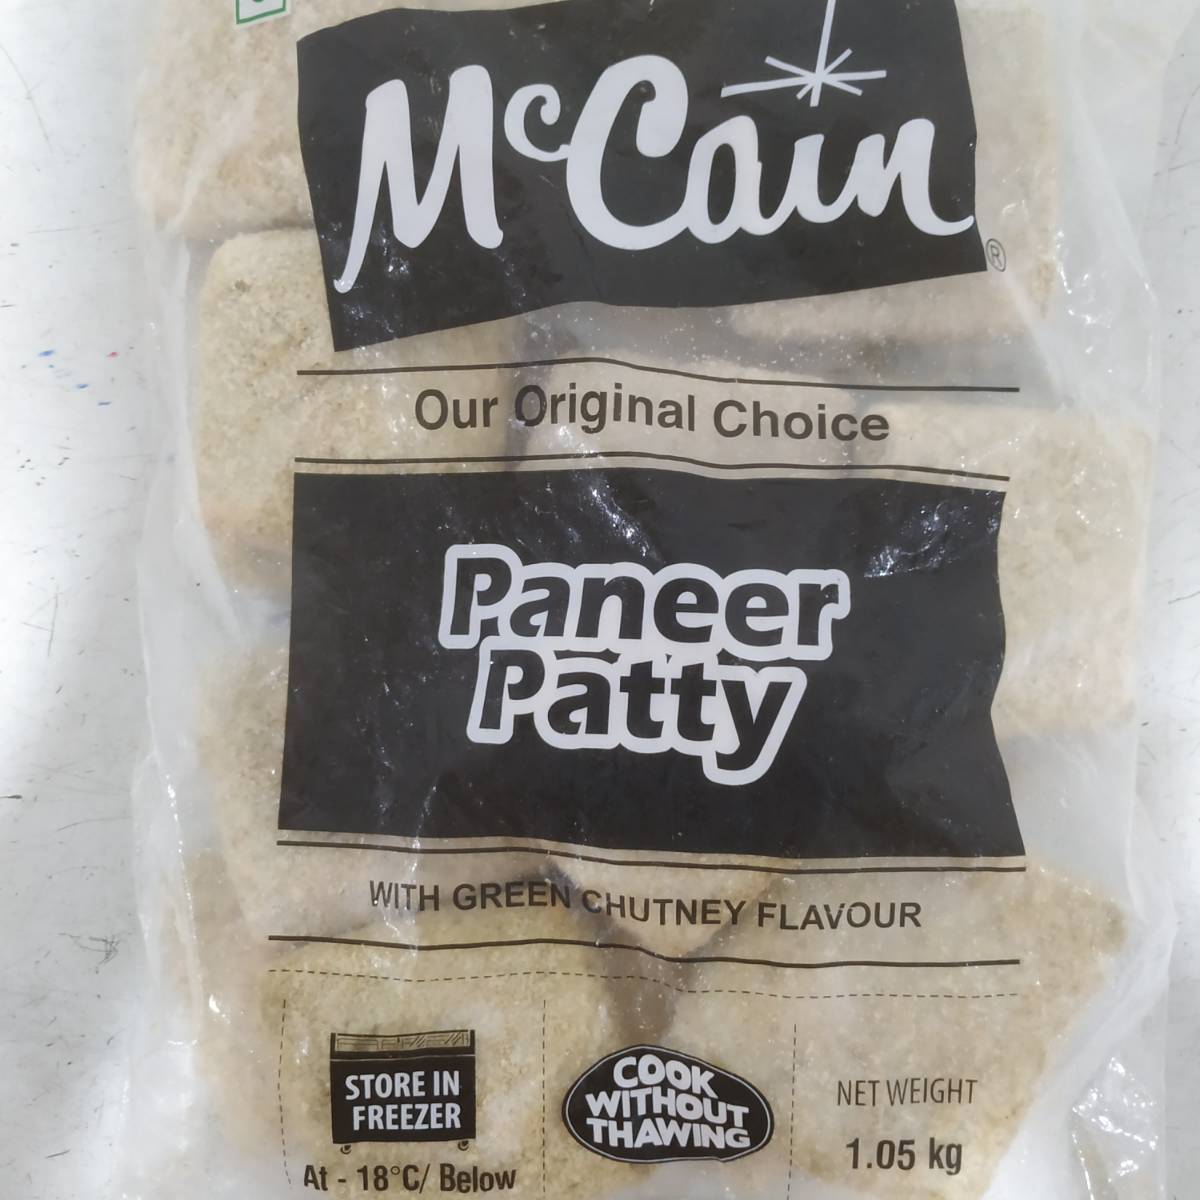 McCain
®
Our Original Choice
Paneer
Patty
WITH GREEN CHUTNEY FLAVOUR
STORE IN
FREEZER
At - 18°C/ Below
COOK
WITHOUT
THAWING
NET WEIGHT
1.05 kg